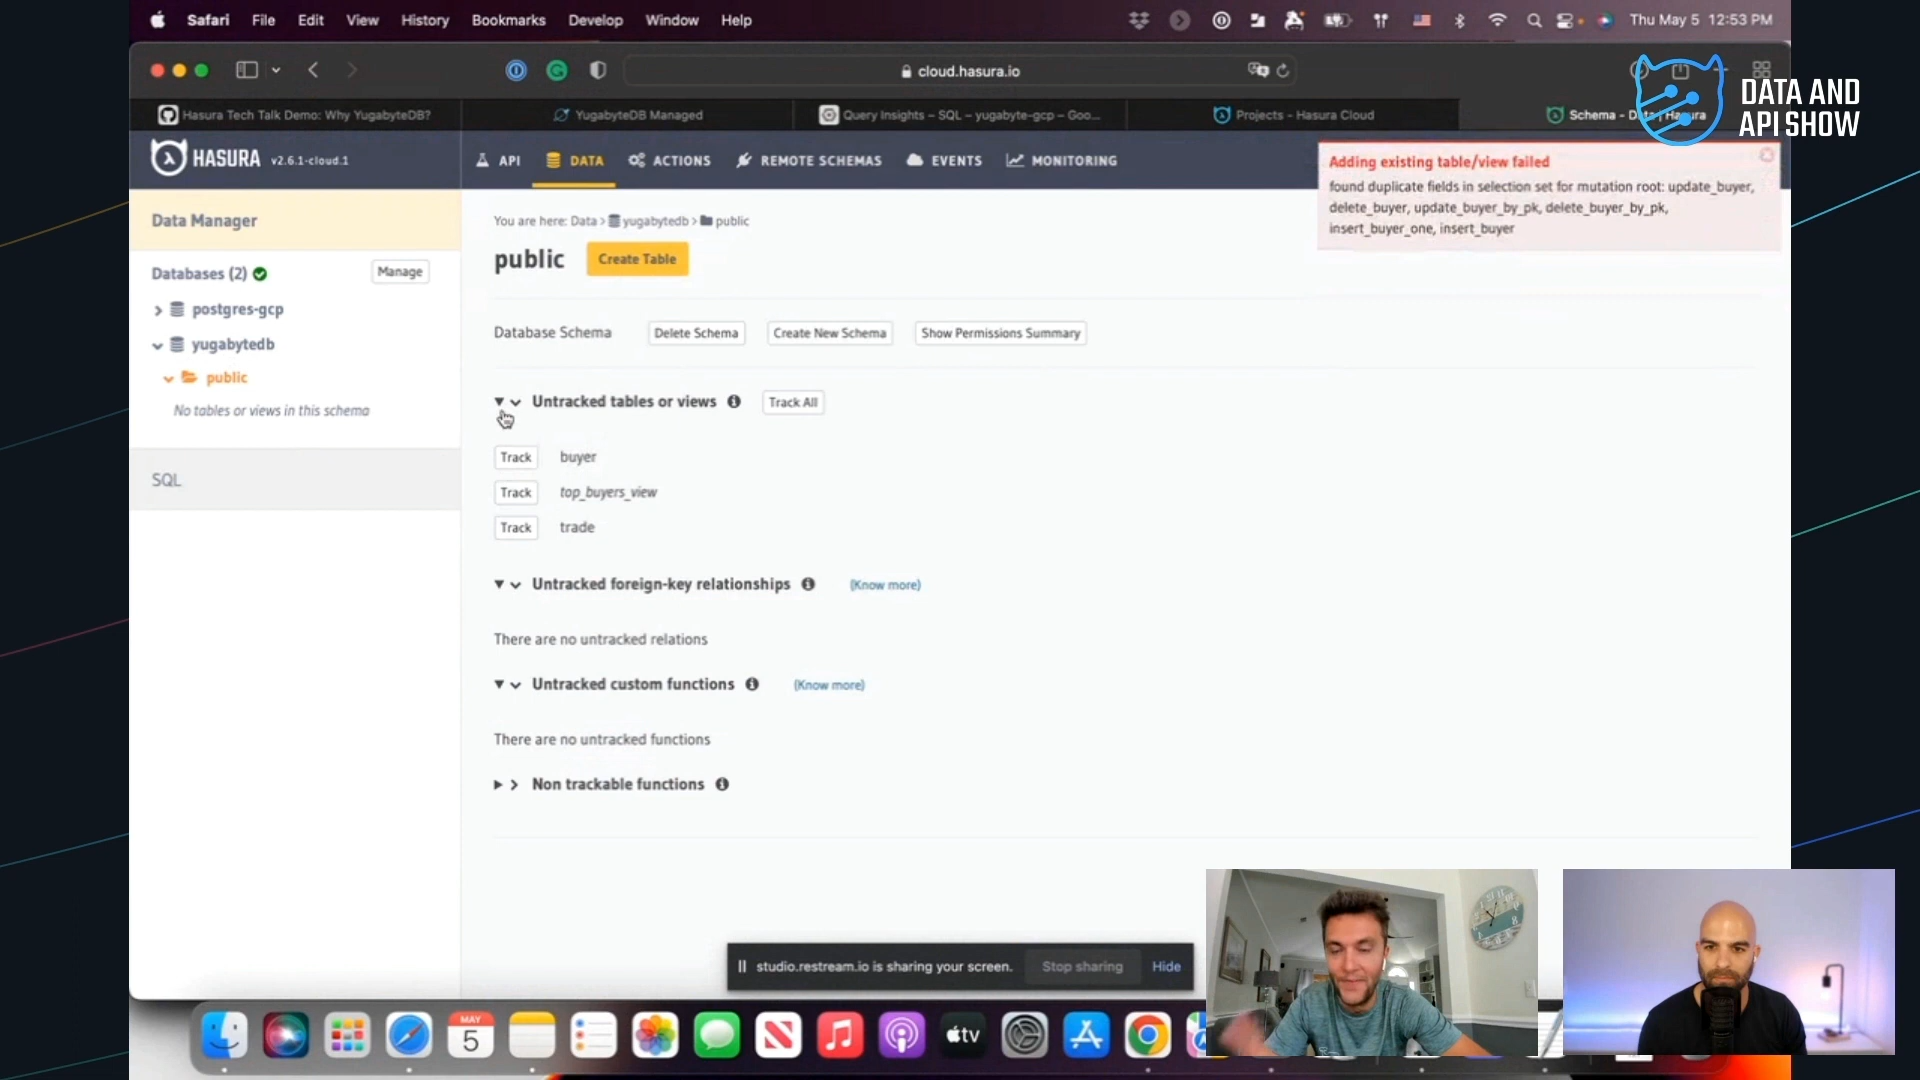 Safari File Edit View History Bookmarks Develop Window Help
Thu May 5 12:53 PM
cloud.hasura.io
DATA AND
API SHOW
Hasura Tech Talk Demo: Why YugabyteDB?
YugabyteDB Managed
Query Insights – SQL – yugabyte-gcp – Goo...
Projects - Hasura Cloud
HASURA v2.6.1-cloud.1
API DATA ACTIONS REMOTE SCHEMAS EVENTS MONITORING
Adding existing table/view failed
found duplicate fields in selection set for mutation root: update_buyer,
delete_buyer, update_buyer_by_pk, delete_buyer_by_pk,
insert_buyer_one, insert_buyer
Data Manager
Databases (2) Manage
postgres-gcp
yugabytedb
public
No tables or views in this schema
SQL
You are here: Data > yugabytedb > public
public Create Table
Database Schema Delete Schema Create New Schema Show Permissions Summary
Untracked tables or views Track All
Track buyer
Track top_buyers_view
Track trade
Untracked foreign-key relationships (Know more)
There are no untracked relations
Untracked custom functions (Know more)
There are no untracked functions
Non trackable functions
studio.restream.io is sharing your screen. Stop sharing Hide
MAY
5
tv